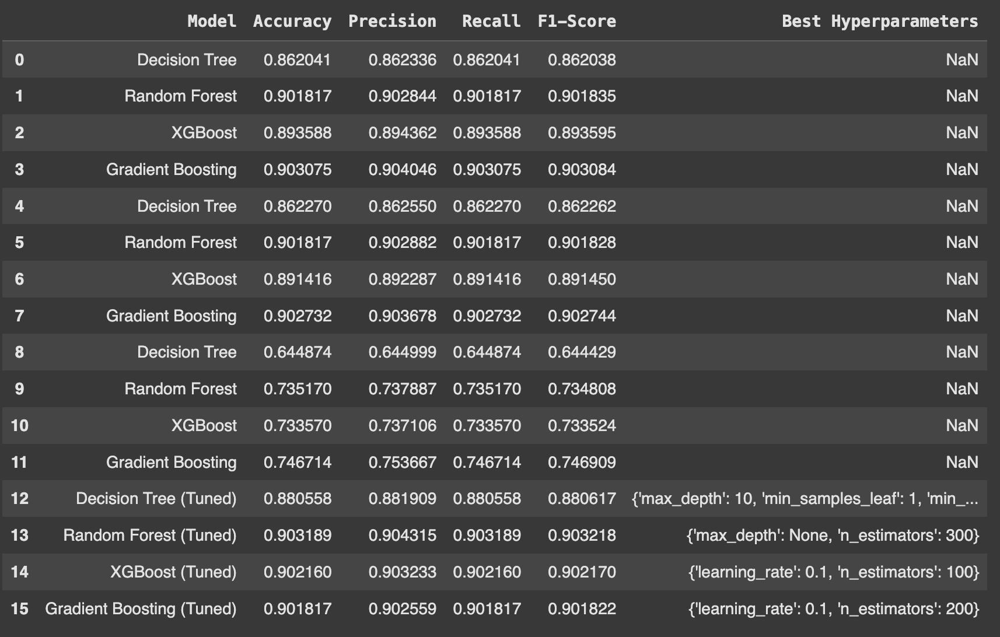 Model Accuracy Precision Recall F1-Score Best Hyperparameters
0 Decision Tree 0.862041 0.862336 0.862041 0.862038 NaN
1 Random Forest 0.901817 0.902844 0.901817 0.901835 NaN
2 XGBoost 0.893588 0.894362 0.893588 0.893595 NaN
3 Gradient Boosting 0.903075 0.904046 0.903075 0.903084 NaN
4 Decision Tree 0.862270 0.862550 0.862270 0.862262 NaN
5 Random Forest 0.901817 0.902882 0.901817 0.901828 NaN
6 XGBoost 0.891416 0.892287 0.891416 0.891450 NaN
7 Gradient Boosting 0.902732 0.903678 0.902732 0.902744 NaN
8 Decision Tree 0.644874 0.644999 0.644874 0.644429 NaN
9 Random Forest 0.735170 0.737887 0.735170 0.734808 NaN
10 XGBoost 0.733570 0.737106 0.733570 0.733524 NaN
11 Gradient Boosting 0.746714 0.753667 0.746714 0.746909 NaN
12 Decision Tree (Tuned) 0.880558 0.881909 0.880558 0.880617 {'max_depth': 10, 'min_samples_leaf': 1, 'min_...
13 Random Forest (Tuned) 0.903189 0.904315 0.903189 0.903218 {'max_depth': None, 'n_estimators': 300}
14 XGBoost (Tuned) 0.902160 0.903233 0.902160 0.902170 {'learning_rate': 0.1, 'n_estimators': 100}
15 Gradient Boosting (Tuned) 0.901817 0.902559 0.901817 0.901822 {'learning_rate': 0.1, 'n_estimators': 200}